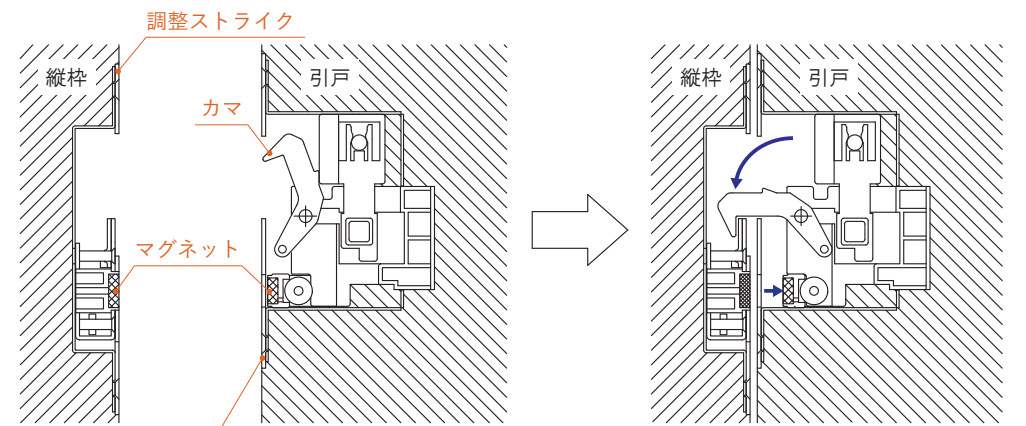 調整ストライク
縦枠
引戸
カマ
マグネット
縦枠
引戸